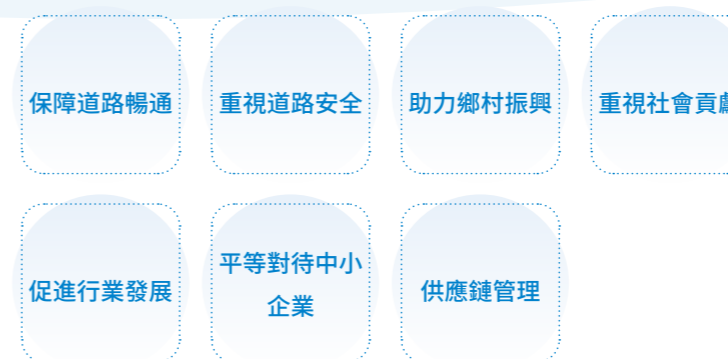 保障道路暢通
重視道路安全
助力鄉村振興
重視社會貢獻
促進行業發展
平等對待中小
企業
供應鏈管理